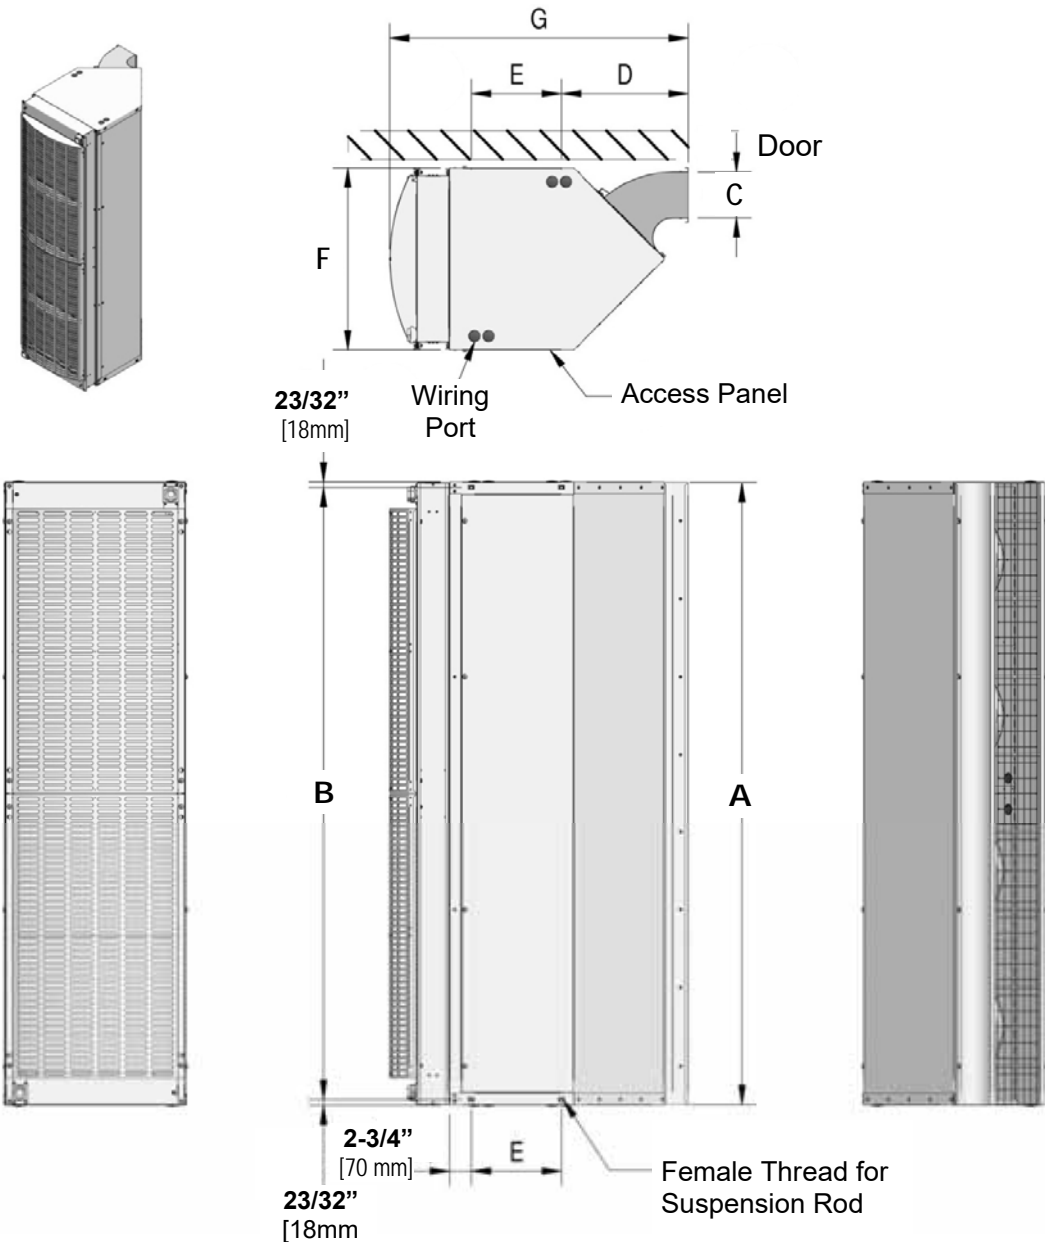 G
E
D
Door
C
F
Wiring
Port
Access Panel
23/32”
[18mm]
B
A
2-3/4”
[70 mm]
E
23/32”
[18mm
Female Thread for
Suspension Rod